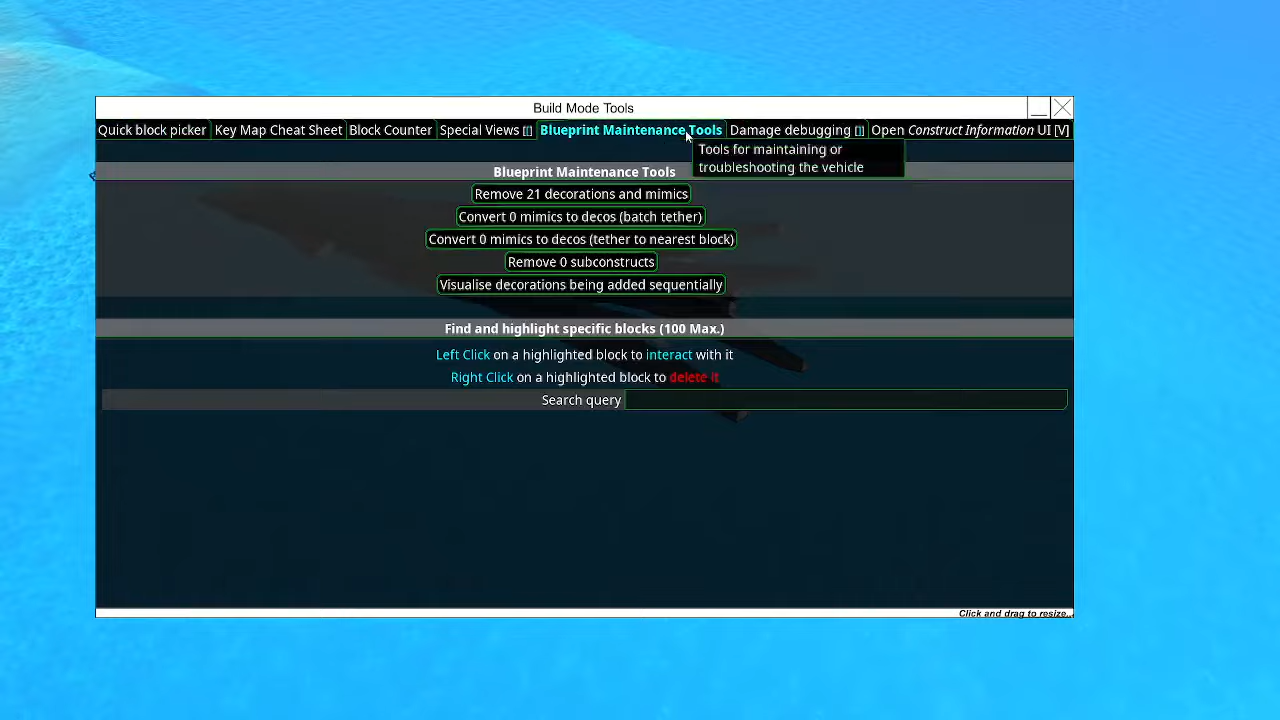 Build Mode Tools
Quick block picker Key Map Cheat Sheet Block Counter Special Views [[] Blueprint Maintenance Tools Damage debugging []] Open Construct Information UI [V]
Tools for maintaining or
troubleshooting the vehicle
Blueprint Maintenance Tools
Remove 21 decorations and mimics
Convert 0 mimics to decos (batch tether)
Convert 0 mimics to decos (tether to nearest block)
Remove 0 subconstructs
Visualise decorations being added sequentially
Find and highlight specific blocks (100 Max.)
Left Click on a highlighted block to interact with it
Right Click on a highlighted block to delete it
Search query
Click and drag to resize...